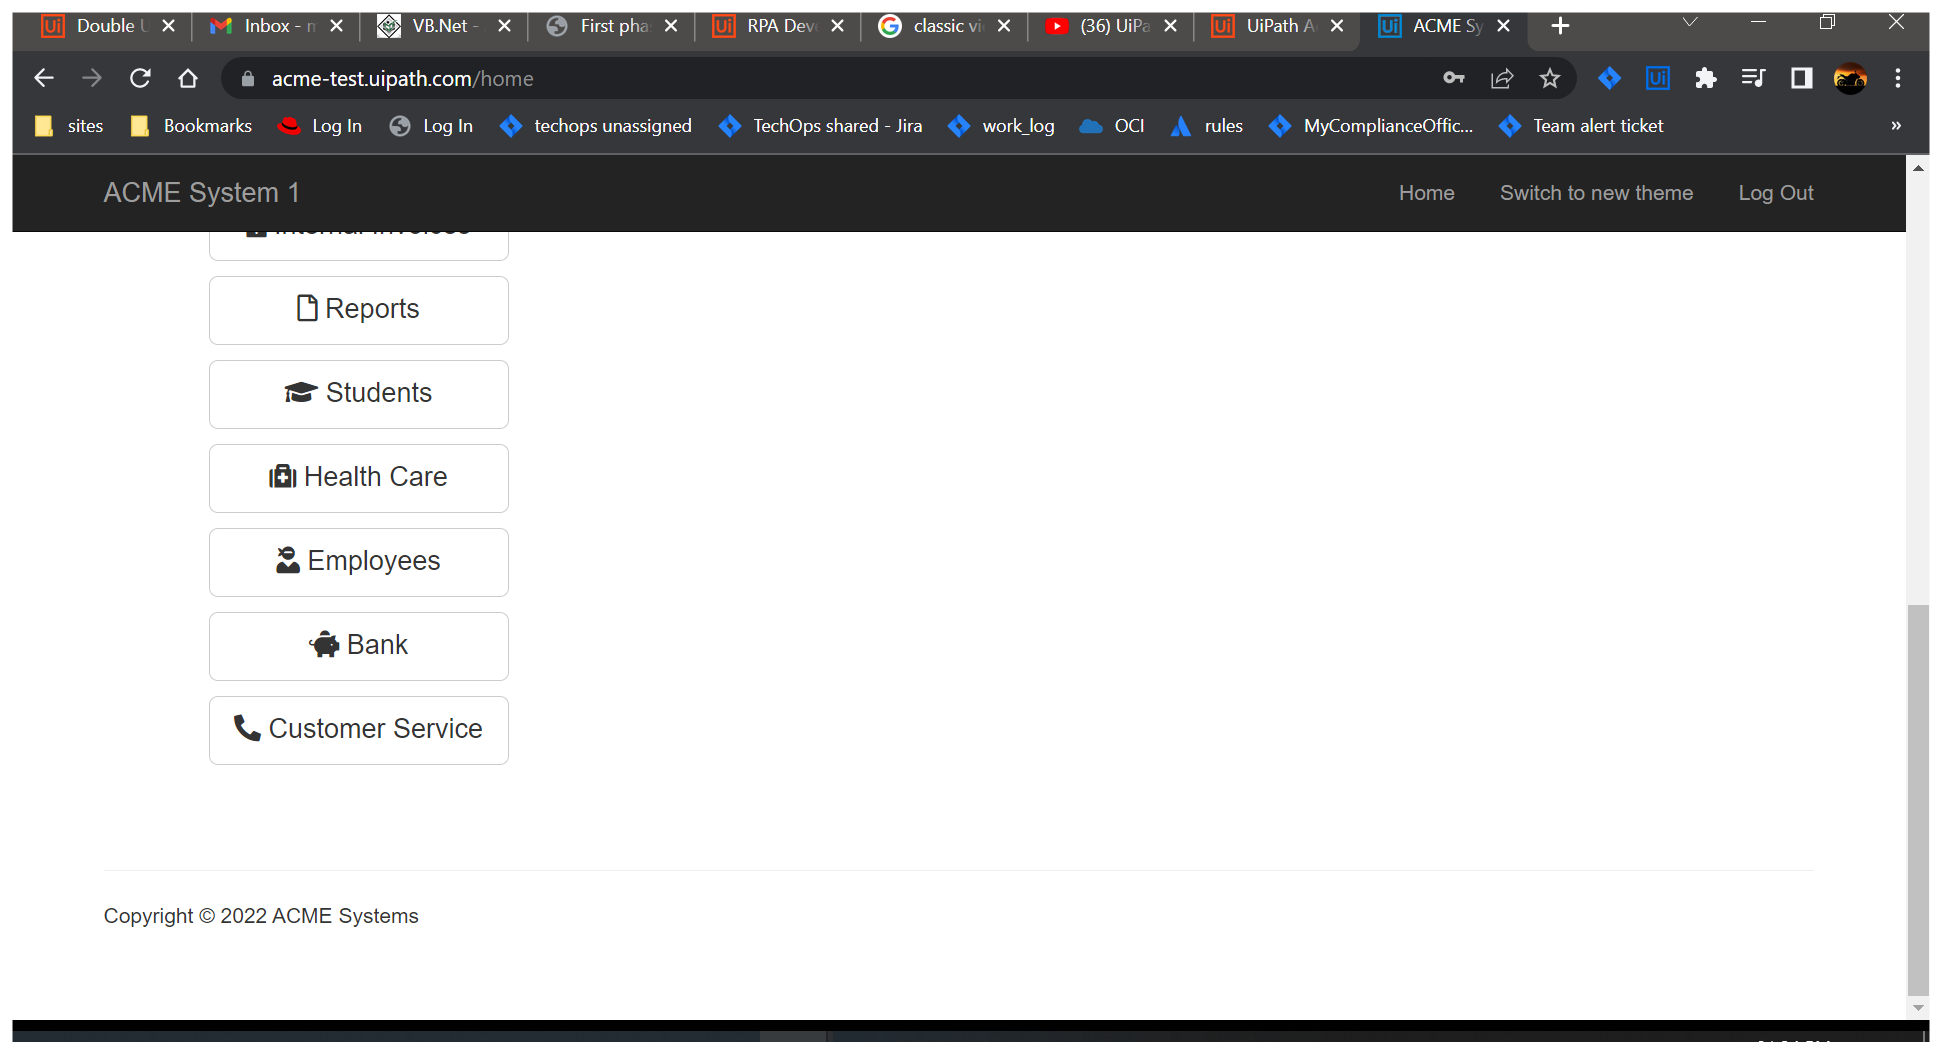 Double Inbox - VB.Net - First pha RPA Dev classic vi (36) UiPa UiPath A ACME Sy
acme-test.uipath.com/home
sites Bookmarks Log In Log In techops unassigned TechOps shared - Jira work_log OCI rules MyComplianceOffic... Team alert ticket »
ACME System 1 Home Switch to new theme Log Out
Internal Invoices
Reports
Students
Health Care
Employees
Bank
Customer Service
Copyright © 2022 ACME Systems